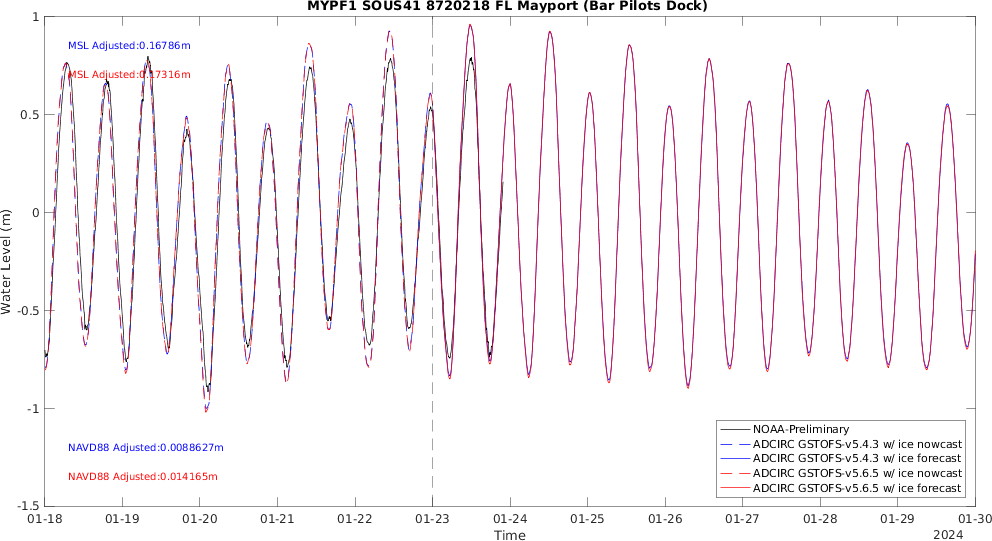 MYPF1 SOUS41 8720218 FL Mayport (Bar Pilots Dock)
1
0.5
0
-0.5
-1
-1.5
Water Level (m)
MSL Adjusted:0.16786m
MSL Adjusted:0.17316m
NAVD88 Adjusted:0.0088627m
NAVD88 Adjusted:0.014165m
NOAA-Preliminary
ADCIRC GSTOFS-v5.4.3 w/ ice nowcast
ADCIRC GSTOFS-v5.4.3 w/ ice forecast
ADCIRC GSTOFS-v5.6.5 w/ ice nowcast
ADCIRC GSTOFS-v5.6.5 w/ ice forecast
01-18 01-19 01-20 01-21 01-22 01-23 01-24 01-25 01-26 01-27 01-28 01-29 01-30
Time
2024